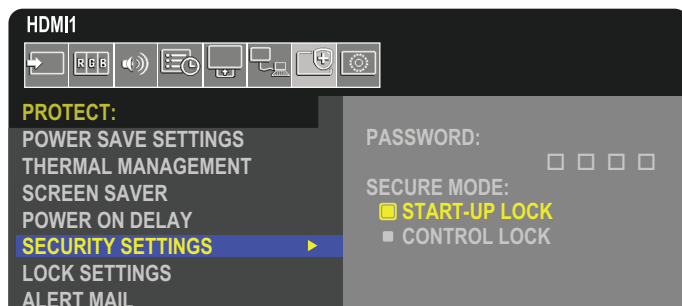 HDMI1
RGB
PROTECT:
POWER SAVE SETTINGS
THERMAL MANAGEMENT
SCREEN SAVER
POWER ON DELAY
SECURITY SETTINGS
LOCK SETTINGS
ALERT MAIL
PASSWORD:
SECURE MODE:
START-UP LOCK
CONTROL LOCK